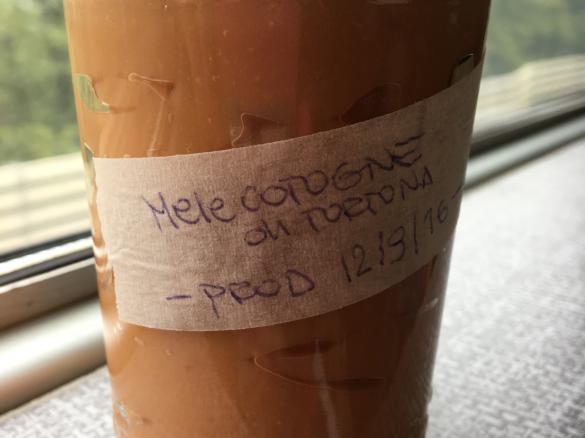 Mele COTOGNE
di TORTONA
- PROD 12/9/16 -